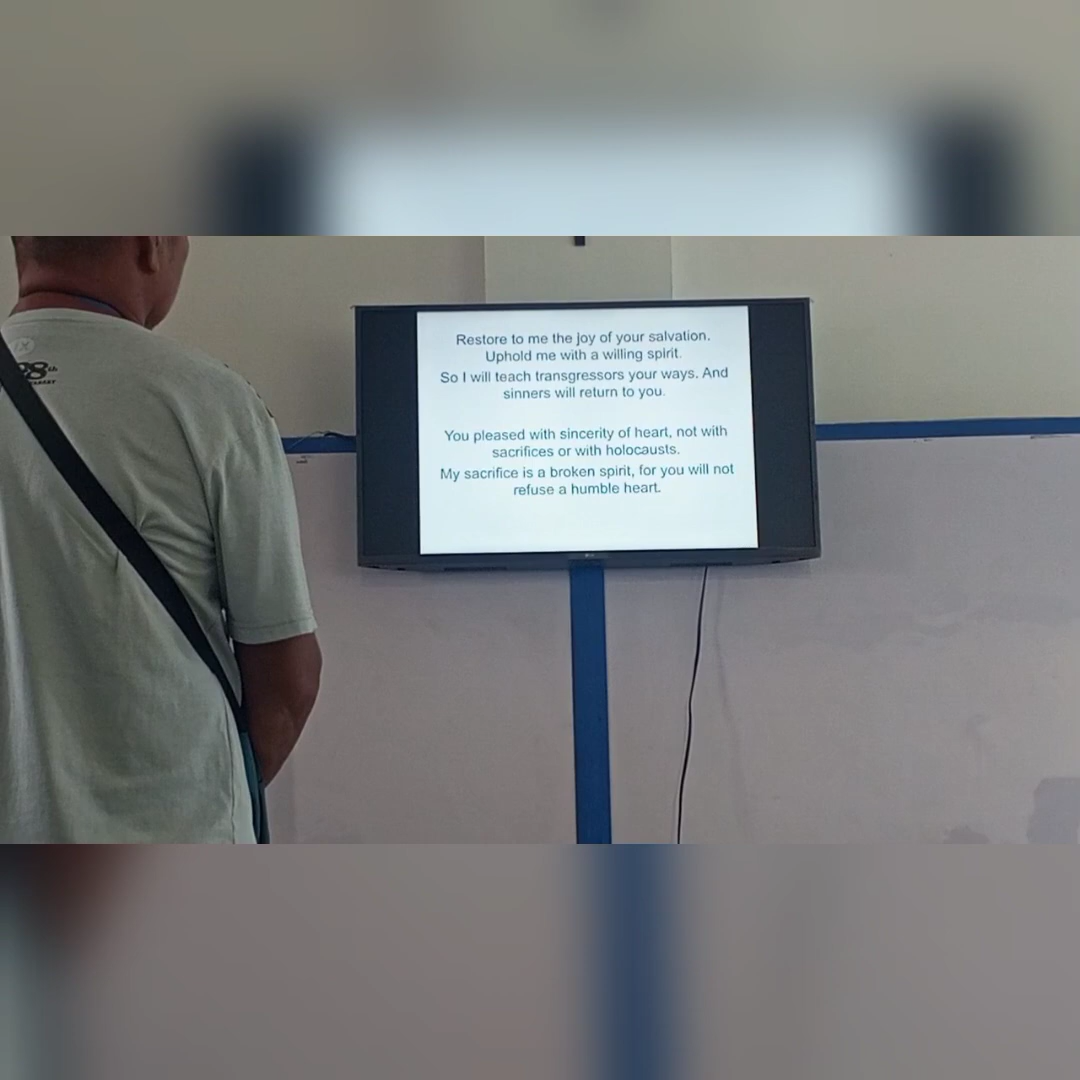 Restore to me the joy of your salvation.
Uphold me with a willing spirit.
So I will teach transgressors your ways. And
sinners will return to you.
You pleased with sincerity of heart, not with
sacrifices or with holocausts.
My sacrifice is a broken spirit, for you will not
refuse a humble heart.
LG